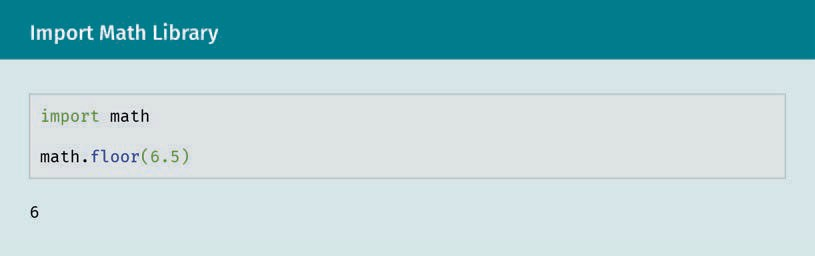 Import Math Library
import math
math.floor(6.5)
6